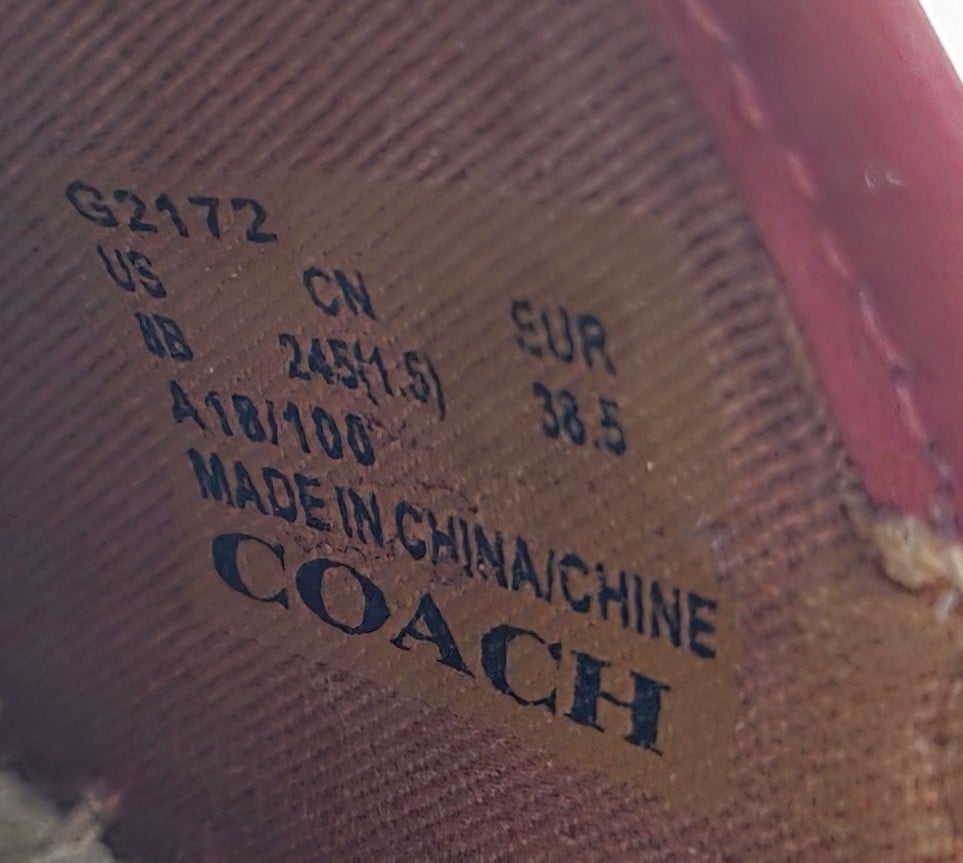 G2172
US CN EUR
8B 245(1.5) 38.5
A18/100
MADE IN CHINA/CHINE
COACH